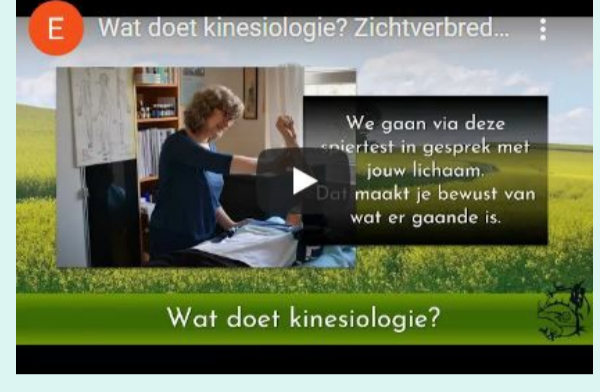 E
Wat doet kinesiologie? Zichtverbred...
We gaan via deze
spiertest in gesprek met
jouw lichaam.
Dat maakt je bewust van
wat er gaande is.
Wat doet kinesiologie?